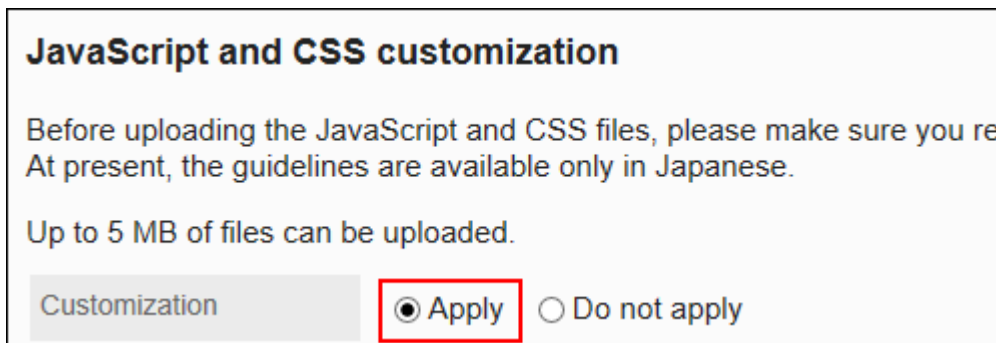 JavaScript and CSS customization
Before uploading the JavaScript and CSS files, please make sure you
At present, the guidelines are available only in Japanese.
Up to 5 MB of files can be uploaded.
Customization Apply Do not apply